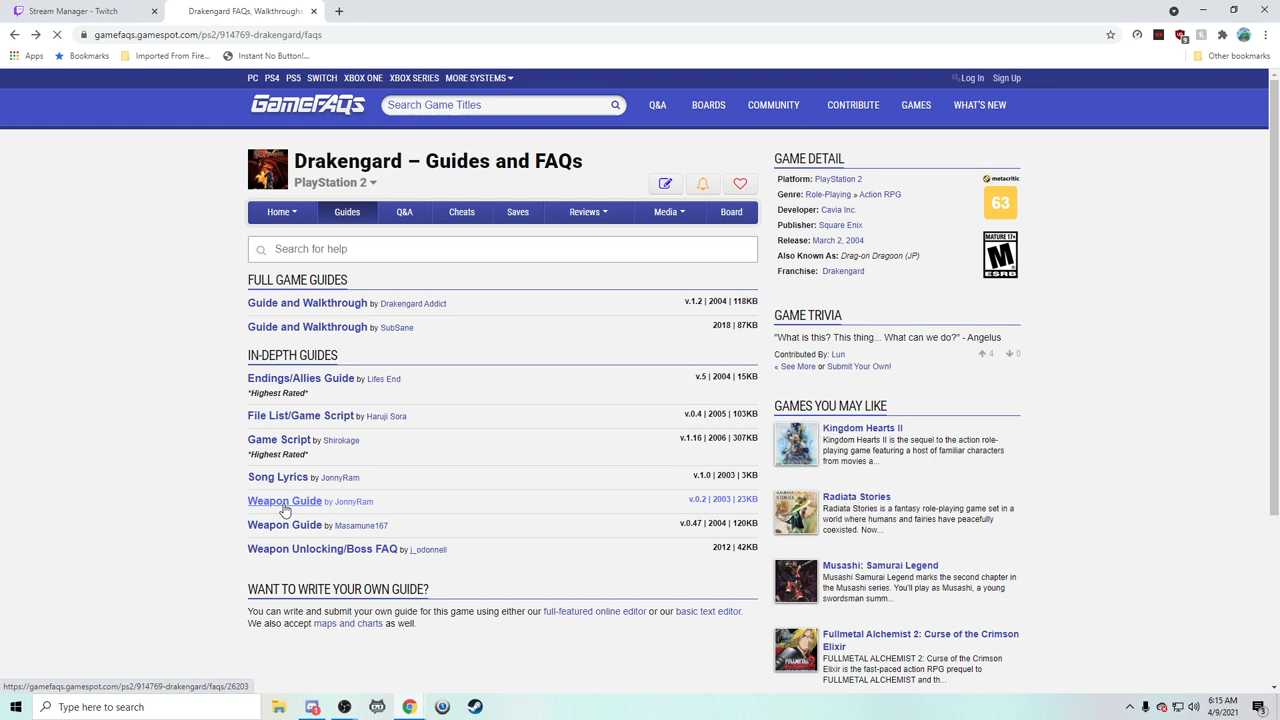 Stream Manager - Twitch
Drakengard FAQs, Walkthroughs
gamefaqs.gamespot.com/ps2/914769-drakengard/faqs
Apps
Bookmarks
Imported From Fire...
Instant No Button!...
Other bookmarks
PC PS4 PS5 SWITCH XBOX ONE XBOX SERIES MORE SYSTEMS
Log In Sign Up
GameFAQs
Search Game Titles
Q&A BOARDS COMMUNITY CONTRIBUTE GAMES WHAT'S NEW
Drakengard – Guides and FAQs
PlayStation 2
Home Guides Q&A Cheats Saves Reviews Media Board
Search for help
FULL GAME GUIDES
Guide and Walkthrough by Drakengard Addict v.1.2 | 2004 | 118KB
Guide and Walkthrough by SubSane 2018 | 87KB
IN-DEPTH GUIDES
Endings/Allies Guide by Lifes End v.5 | 2004 | 15KB
*Highest Rated*
File List/Game Script by Haruji Sora v.0.4 | 2005 | 103KB
Game Script by Shirokage v.1.16 | 2006 | 307KB
*Highest Rated*
Song Lyrics by JonnyRam v.1.0 | 2003 | 3KB
Weapon Guide by JonnyRam v.0.2 | 2003 | 23KB
Weapon Guide by Masamune167 v.0.47 | 2004 | 120KB
Weapon Unlocking/Boss FAQ by j_odonnell 2012 | 42KB
WANT TO WRITE YOUR OWN GUIDE?
You can write and submit your own guide for this game using either our full-featured online editor or our basic text editor.
We also accept maps and charts as well.
GAME DETAIL
Platform: PlayStation 2
Genre: Role-Playing » Action RPG
Developer: Cavia Inc.
Publisher: Square Enix
Release: March 2, 2004
Also Known As: Drag-on Dragoon (JP)
Franchise: Drakengard
metacritic
63
MATURE 17+
M
ESRB
GAME TRIVIA
"What is this? This thing... What can we do?" - Angelus
Contributed By: Lun 4 0
« See More or Submit Your Own!
GAMES YOU MAY LIKE
Kingdom Hearts II
Kingdom Hearts II is the sequel to the action role-
playing game featuring a host of familiar characters
from movies a...
Radiata Stories
Radiata Stories is a fantasy role-playing game set in a
world where humans and fairies have peacefully
coexisted. Now...
Musashi: Samurai Legend
Musashi Samurai Legend marks the second chapter in
the Musashi series. You'll play as Musashi, a young
swordsman summ...
Fullmetal Alchemist 2: Curse of the Crimson
Elixir
FULLMETAL ALCHEMIST 2: Curse of the Crimson
Elixir is the fast-paced action RPG prequel to
FULLMETAL ALCHEMIST and th...
https://gamefaqs.gamespot.com/ps2/914769-drakengard/faqs/26203
Type here to search
6:15 AM
4/9/2021
3